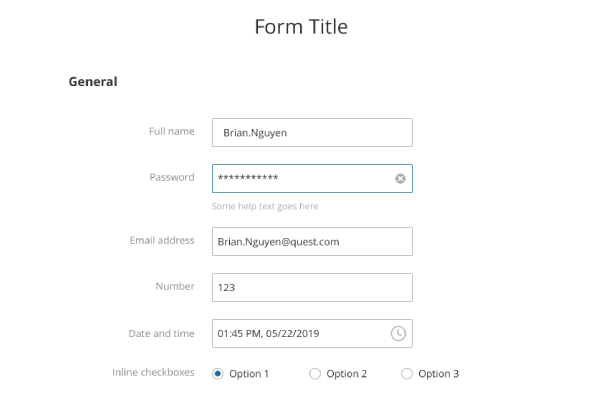 Form Title
General
Full name Brian.Nguyen
Password ***********
Some help text goes here
Email address Brian.Nguyen@quest.com
Number 123
Date and time 01:45 PM, 05/22/2019
Inline checkboxes Option 1 Option 2 Option 3